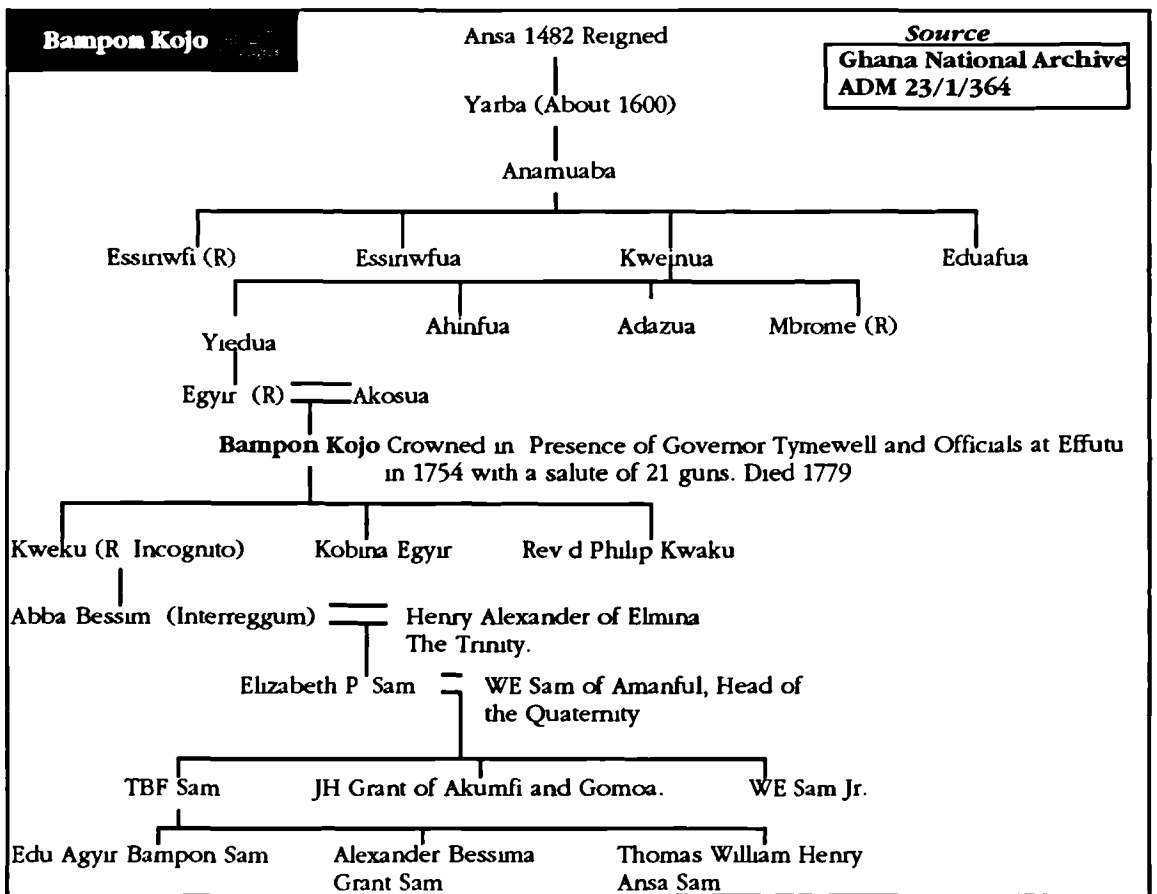 Bampon Kojo
Ansa 1482 Reigned
Source
Ghana National Archive
ADM 23/1/364
Yarba (About 1600)
Anamuaba
Essiriwfi (R) Essiriwfua Kweinua Eduafua
Yiedua Ahinfua Adazua Mbrome (R)
Egyir (R) Akosua
Bampon Kojo Crowned in Presence of Governor Tymewell and Officials at Effutu
in 1754 with a salute of 21 guns. Died 1779
Kweku (R Incognito) Kobina Egyir Rev d Philip Kwaku
Abba Bessim (Interreggum) Henry Alexander of Elmina
The Trinity.
Elizabeth P Sam WE Sam of Amanful, Head of
the Quaternity
TBF Sam JH Grant of Akumfi and Gomoa. WE Sam Jr.
Edu Agyir Bampon Sam Alexander Bessima Thomas William Henry
Grant Sam Ansa Sam